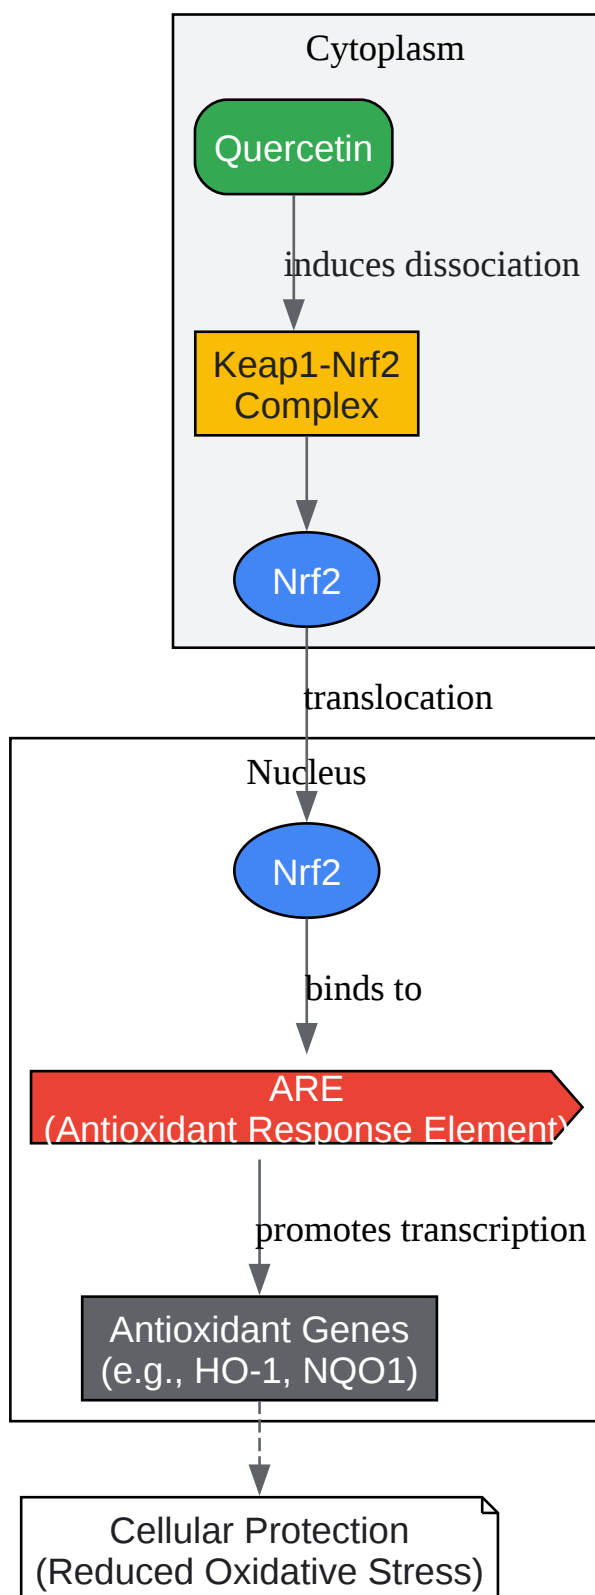 Cytoplasm
Quercetin
induces dissociation
Keap1-Nrf2
Complex
Nrf2
translocation
Nucleus
Nrf2
binds to
ARE
(Antioxidant Response Element)
promotes transcription
Antioxidant Genes
(e.g., HO-1, NQO1)
Cellular Protection
(Reduced Oxidative Stress)